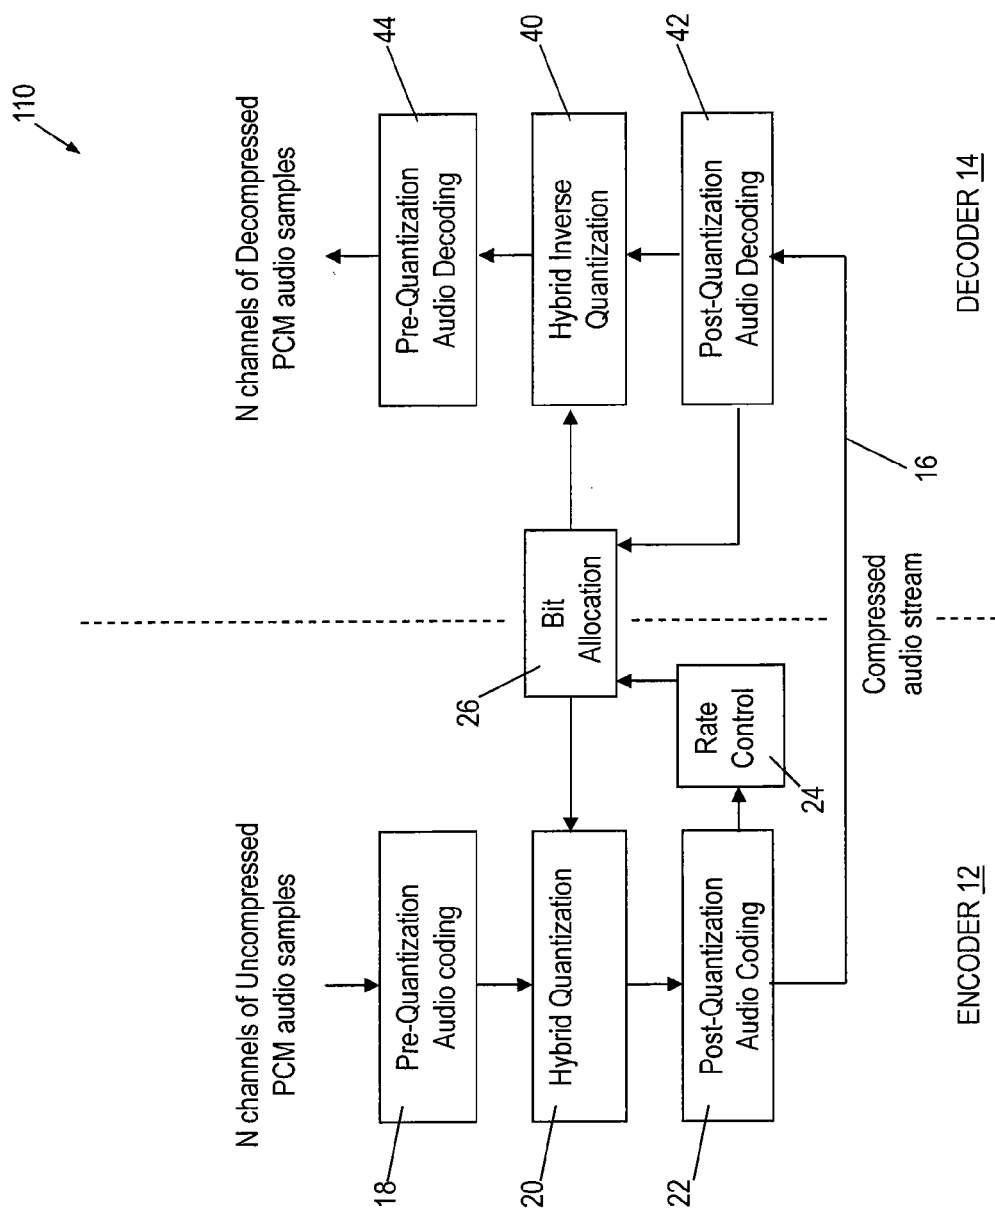 110
N channels of Uncompressed
PCM audio samples
N channels of Decompressed
PCM audio samples
18
Pre-Quantization
Audio coding
44
Pre-Quantization
Audio Decoding
20
Hybrid Quantization
26
Bit
Allocation
40
Hybrid Inverse
Quantization
22
Post-Quantization
Audio Coding
Rate
Control
24
42
Post-Quantization
Audio Decoding
Compressed
audio stream
16
ENCODER 12
DECODER 14